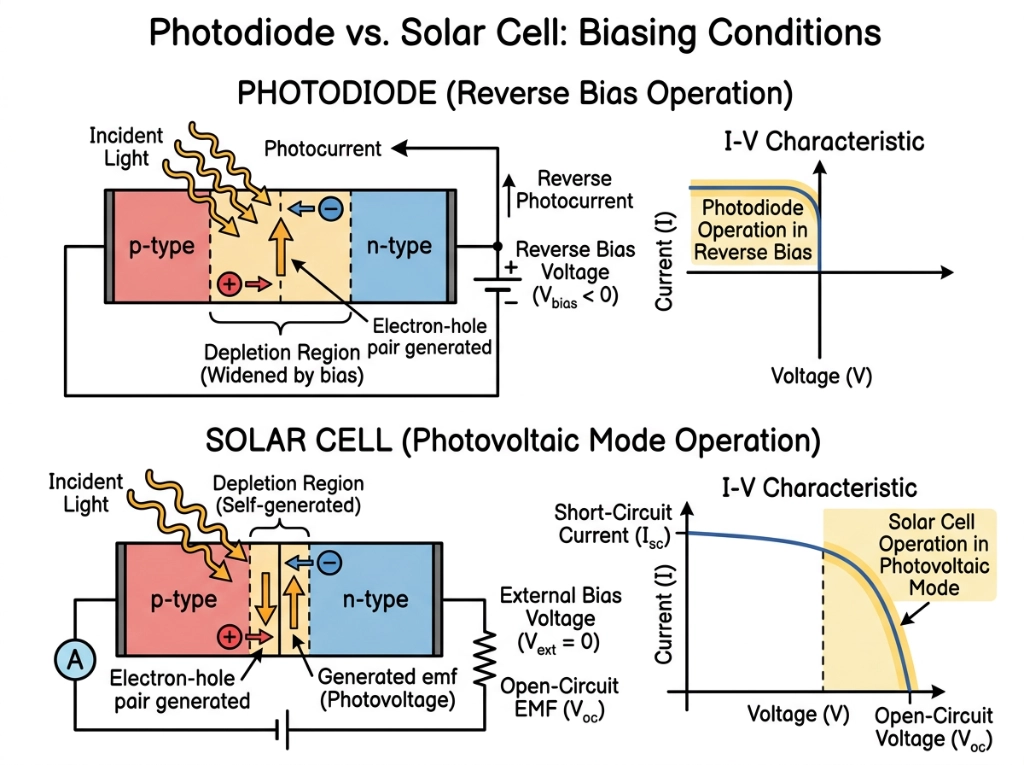 Photodiode vs. Solar Cell: Biasing Conditions
PHOTODIODE (Reverse Bias Operation)
Incident
Light
Photocurrent
p-type
n-type
−
+
Reverse
Photocurrent
Reverse Bias
Voltage
(Vbias < 0)
+
−
Electron-hole
pair generated
Depletion Region
(Widened by bias)
I-V Characteristic
Photodiode
Operation in
Reverse Bias
Current (I)
Voltage (V)
SOLAR CELL (Photovoltaic Mode Operation)
Incident
Light
Depletion Region
(Self-generated)
p-type
n-type
−
+
A
Electron-hole
pair generated
Generated emf
(Photovoltage)
External Bias
Voltage
(Vext = 0)
Open-Circuit
EMF (Voc)
I-V Characteristic
Short-Circuit
Current (Isc)
Solar Cell
Operation in
Photovoltaic
Mode
Current (I)
Voltage (V)
Open-Circuit
Voltage (Voc)